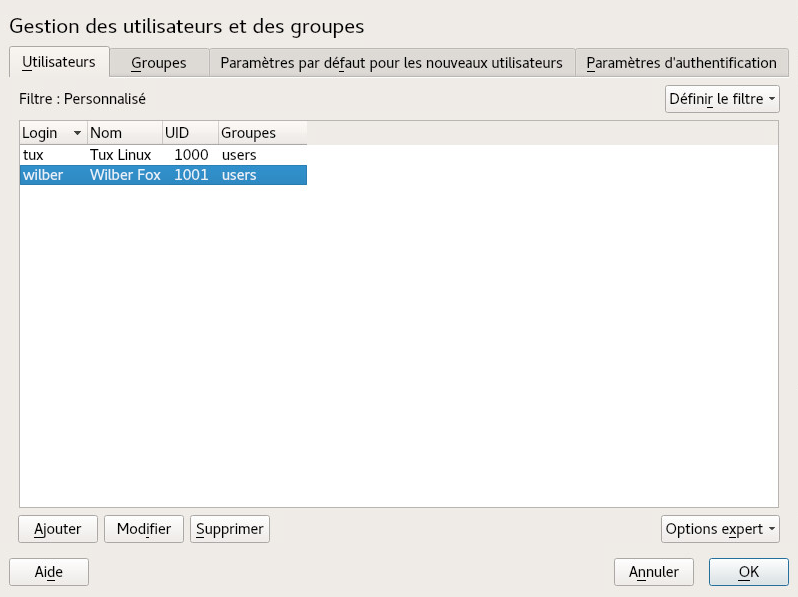 Gestion des utilisateurs et des groupes
Utilisateurs Groupes Paramètres par défaut pour les nouveaux utilisateurs Paramètres d'authentification
Filtre : Personnalisé Définir le filtre
Login Nom UID Groupes
tux Tux Linux 1000 users
wilber Wilber Fox 1001 users
Ajouter Modifier Supprimer Options expert
Aide Annuler OK